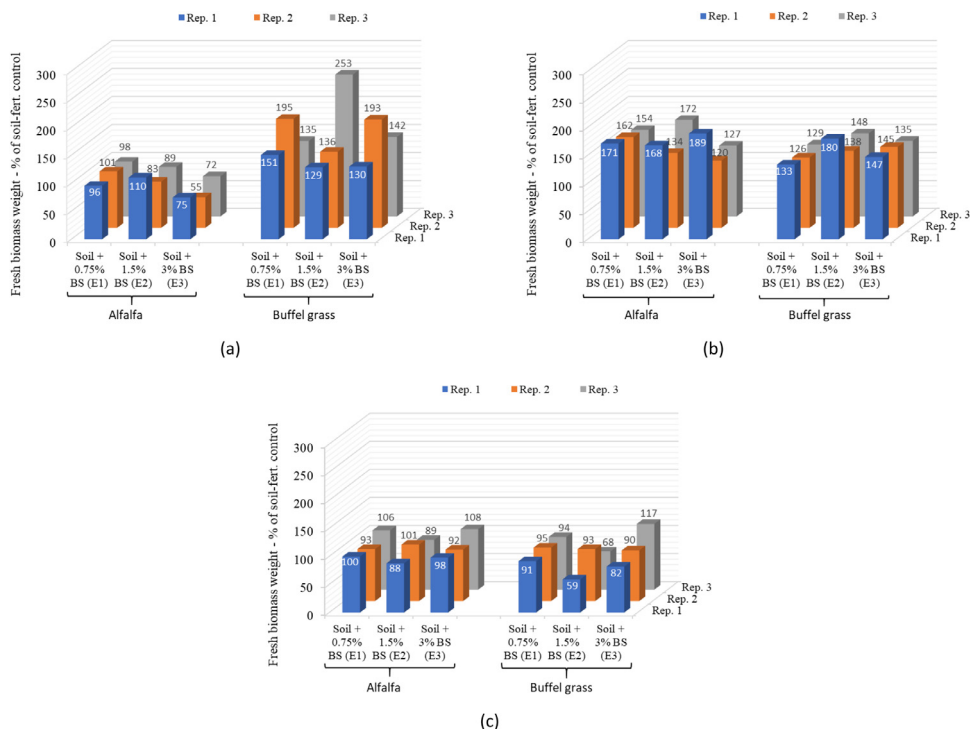 Rep. 1 Rep. 2 Rep. 3
Fresh biomass weight - % of soil-fert. control
300
250
200
150
100
50
0
96 101 98
110 83 89
75 55 72
151 195 135
129 136 253
130 193 142
Rep. 3
Rep. 2
Rep. 1
Soil + 0.75% BS (E1)
Soil + 1.5% BS (E2)
Soil + 3% BS (E3)
Soil + 0.75% BS (E1)
Soil + 1.5% BS (E2)
Soil + 3% BS (E3)
Alfalfa
Buffel grass
(a)
Rep. 1 Rep. 2 Rep. 3
Fresh biomass weight - % of soil-fert. control
300
250
200
150
100
50
0
171 162 154
168 134 172
189 120 127
133 126 129
180 138 148
147 145 135
Rep. 3
Rep. 2
Rep. 1
Soil + 0.75% BS (E1)
Soil + 1.5% BS (E2)
Soil + 3% BS (E3)
Soil + 0.75% BS (E1)
Soil + 1.5% BS (E2)
Soil + 3% BS (E3)
Alfalfa
Buffel grass
(b)
Rep. 1 Rep. 2 Rep. 3
Fresh biomass weight - % of soil-fert. control
300
250
200
150
100
50
0
100 93 106
88 101 89
98 92 108
91 95 94
59 93 68
82 90 117
Rep. 3
Rep. 2
Rep. 1
Soil + 0.75% BS (E1)
Soil + 1.5% BS (E2)
Soil + 3% BS (E3)
Soil + 0.75% BS (E1)
Soil + 1.5% BS (E2)
Soil + 3% BS (E3)
Alfalfa
Buffel grass
(c)